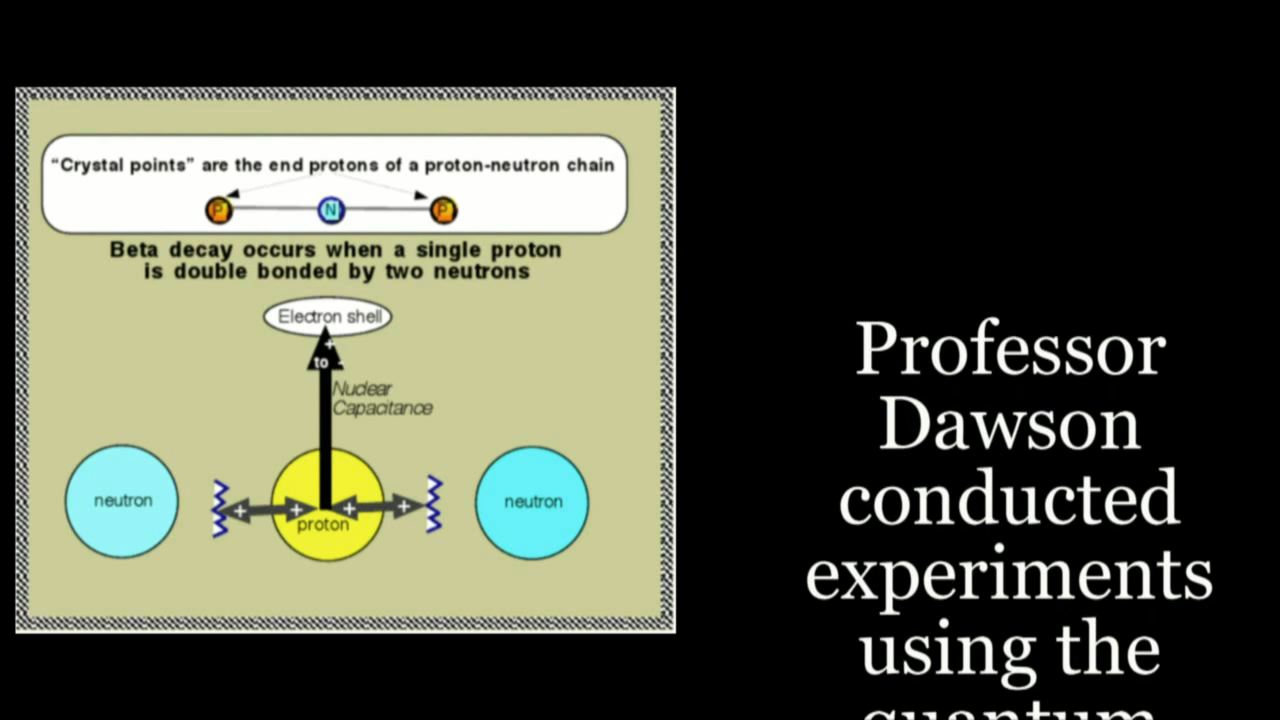 “Crystal points” are the end protons of a proton-neutron chain
P N P
Beta decay occurs when a single proton
is double bonded by two neutrons
Electron shell
+
to -
Nuclear
Capacitance
neutron
+ + + +
proton
neutron
Professor
Dawson
conducted
experiments
using the
quantum